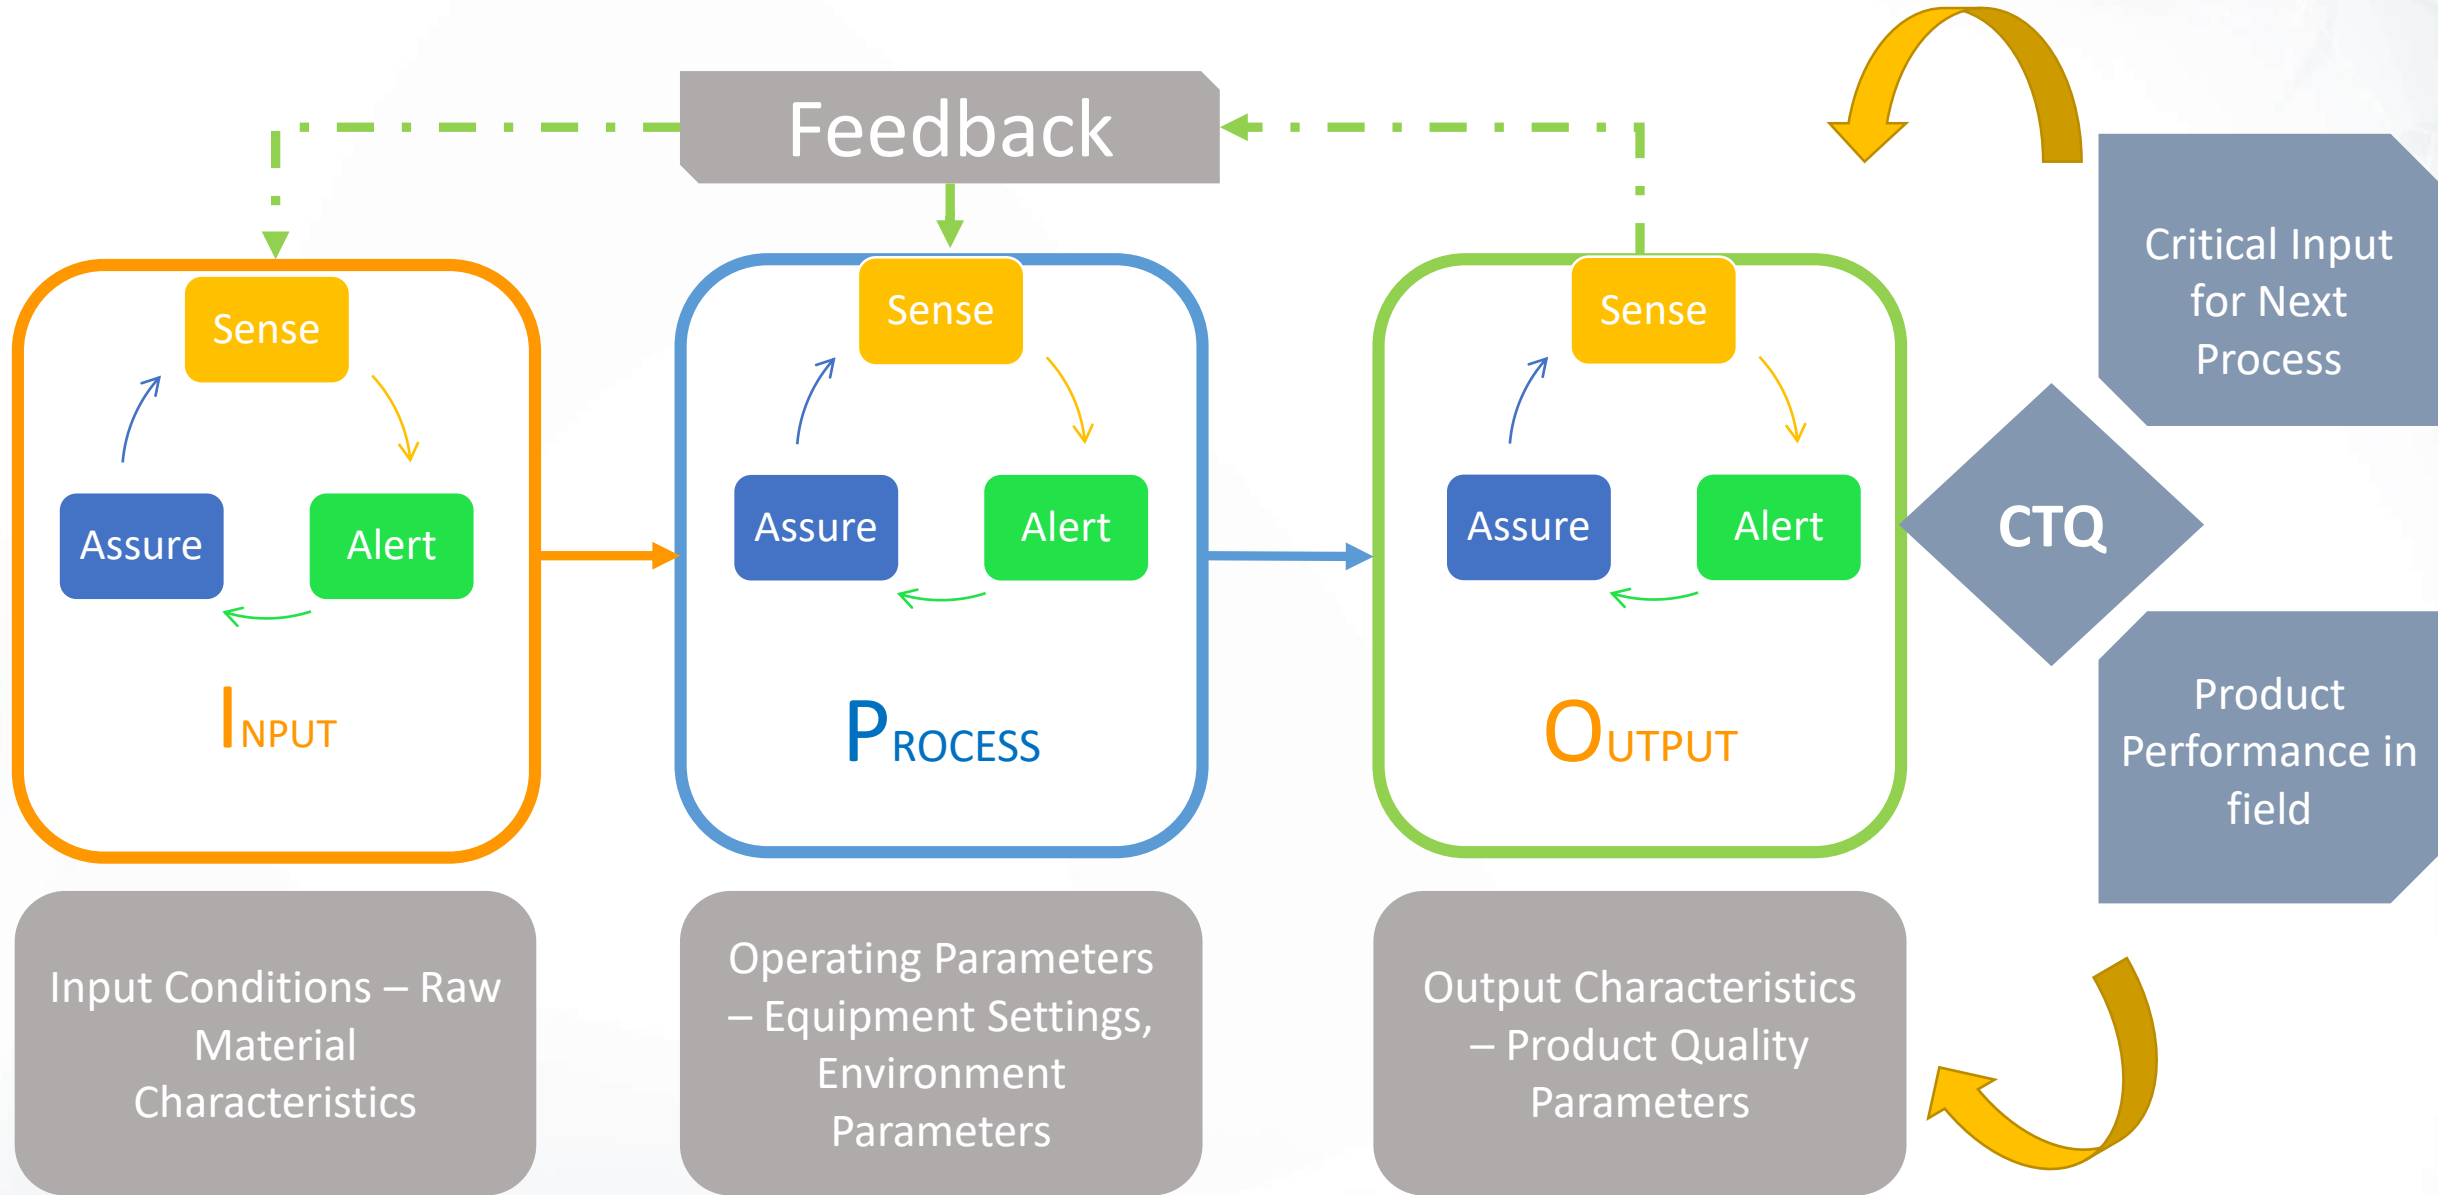 Feedback
Sense
Assure
Alert
INPUT
Sense
Assure
Alert
PROCESS
Sense
Assure
Alert
OUTPUT
Critical Input
for Next
Process
CTQ
Product
Performance in
field
Input Conditions – Raw
Material
Characteristics
Operating Parameters
– Equipment Settings,
Environment
Parameters
Output Characteristics
– Product Quality
Parameters